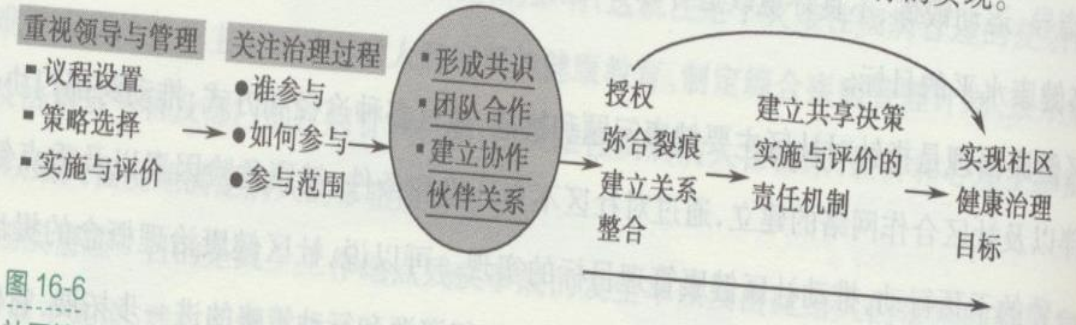 的实现。
重视领导与管理
▪议程设置
▪策略选择
▪实施与评价
关注治理过程
●谁参与
●如何参与
●参与范围
▪形成共识
▪团队合作
▪建立协作
伙伴关系
授权
弥合裂痕
建立关系
整合
建立共享决策
实施与评价的
责任机制
实现社区
健康治理
目标
图 16-6